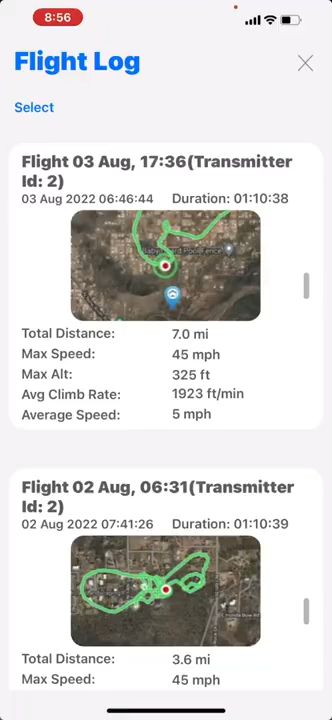 8:56
Flight Log
Select
Flight 03 Aug, 17:36(Transmitter
Id: 2)
03 Aug 2022 06:46:44 Duration: 01:10:38
Total Distance: 7.0 mi
Max Speed: 45 mph
Max Alt: 325 ft
Avg Climb Rate: 1923 ft/min
Average Speed: 5 mph
Flight 02 Aug, 06:31(Transmitter
Id: 2)
02 Aug 2022 07:41:26 Duration: 01:10:39
Total Distance: 3.6 mi
Max Speed: 45 mph